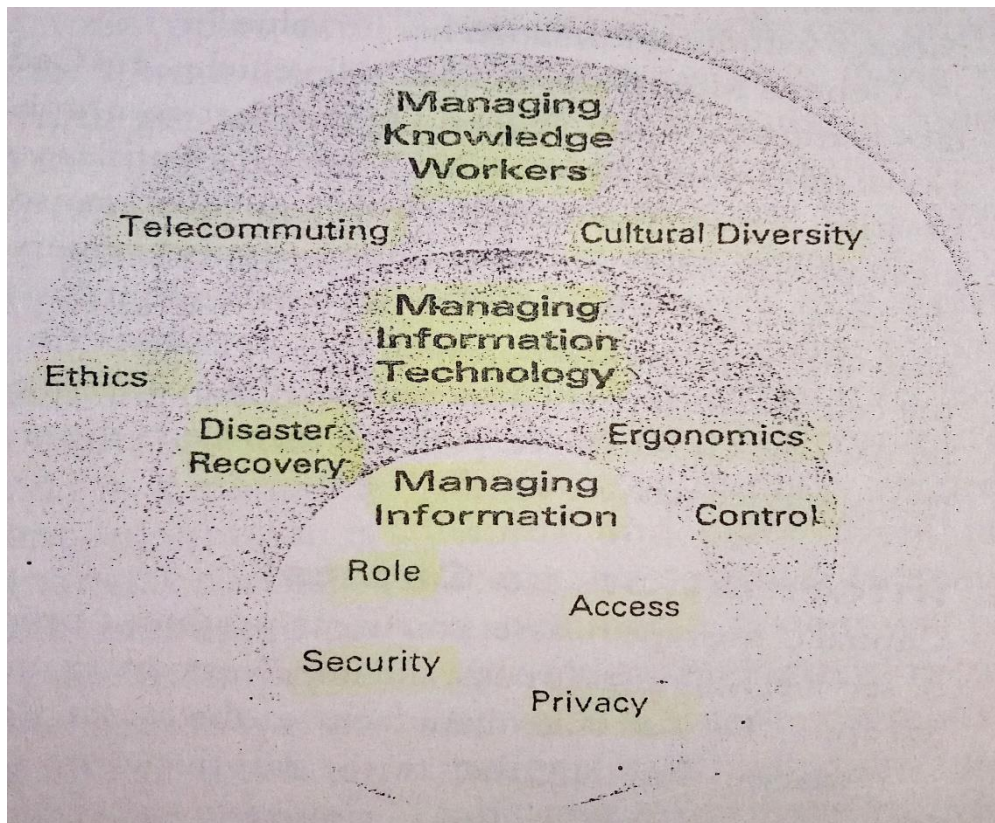 Managing
Knowledge
Workers
Telecommuting
Cultural Diversity
Managing
Information
Technology
Ethics
Disaster
Recovery
Ergonomics
Managing
Information
Control
Role
Access
Security
Privacy